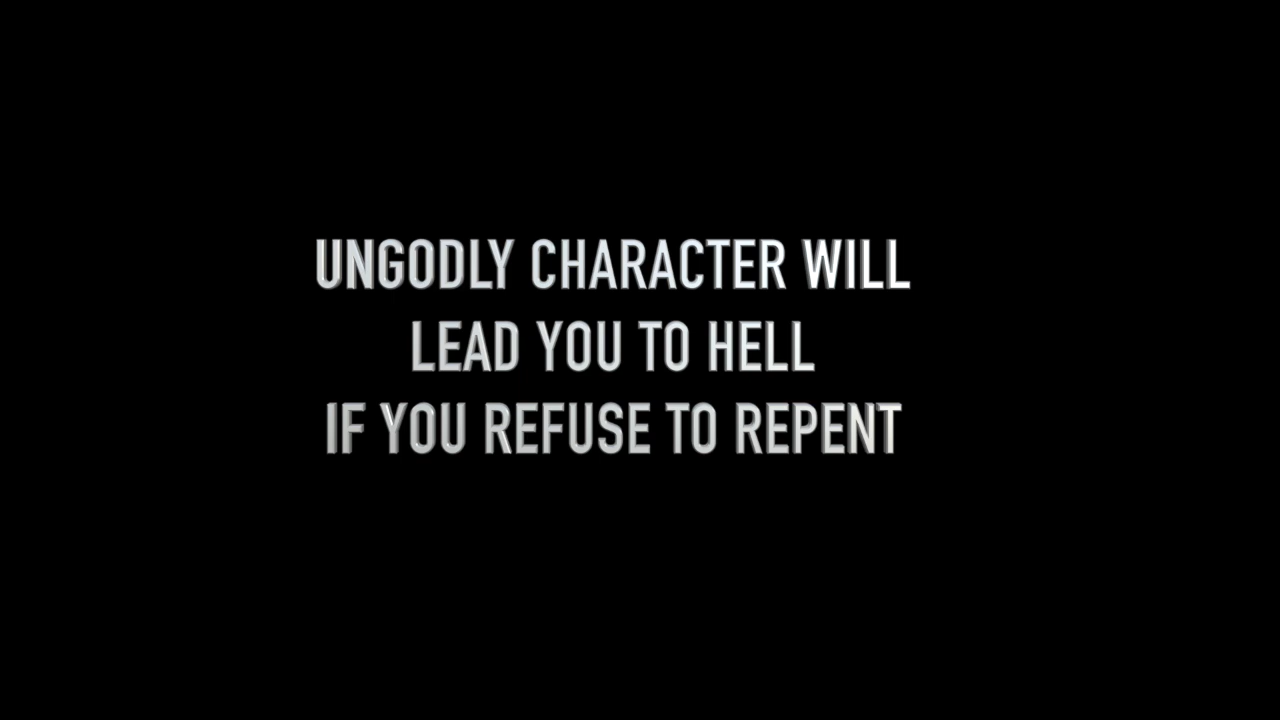 UNGODLY CHARACTER WILL
LEAD YOU TO HELL
IF YOU REFUSE TO REPENT